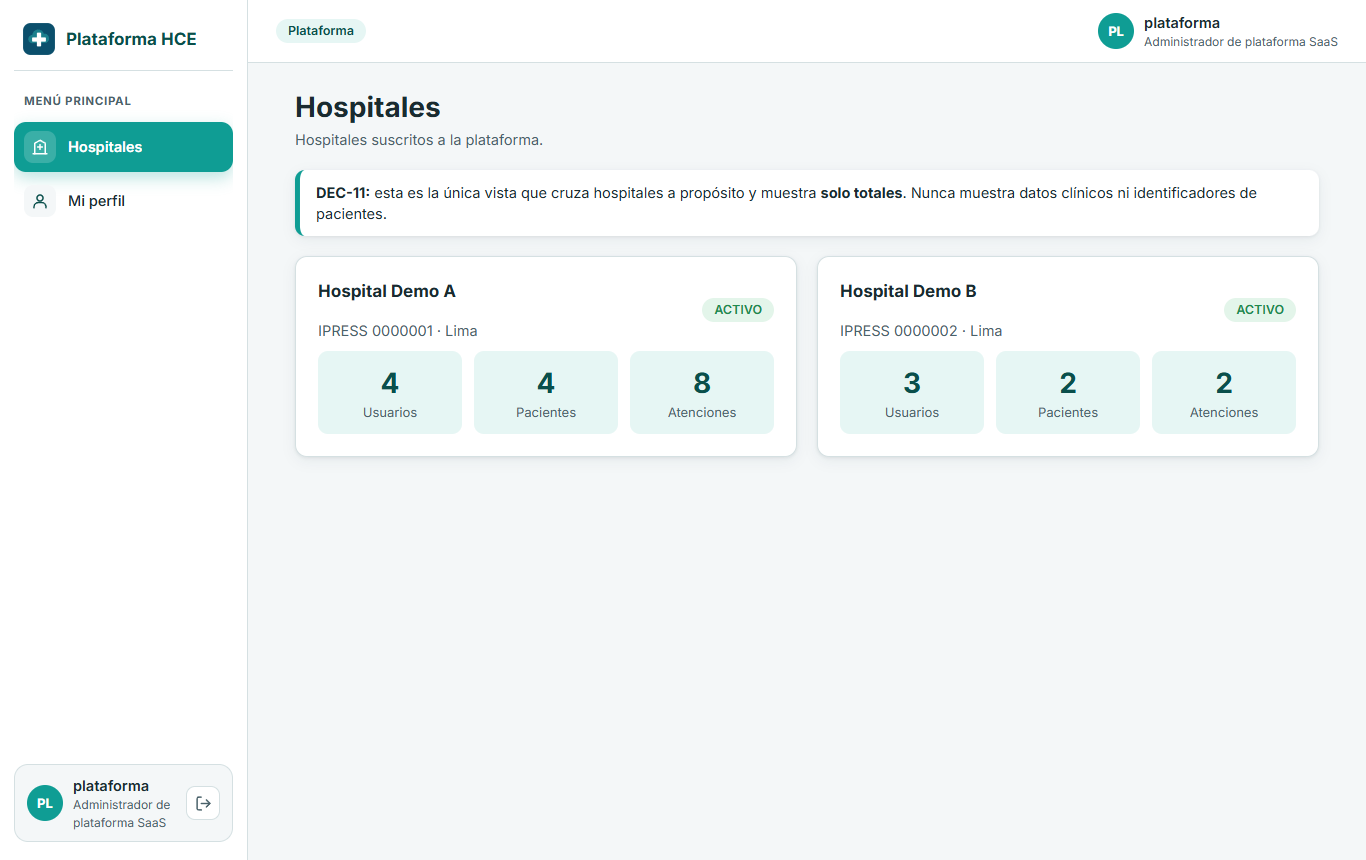 Plataforma HCE
MENÚ PRINCIPAL
Hospitales
Mi perfil
PL
plataforma
Administrador de
plataforma SaaS
Plataforma
PL
plataforma
Administrador de plataforma SaaS
Hospitales
Hospitales suscritos a la plataforma.
DEC-11: esta es la única vista que cruza hospitales a propósito y muestra solo totales. Nunca muestra datos clínicos ni identificadores de
pacientes.
Hospital Demo A
ACTIVO
IPRESS 0000001 · Lima
4
Usuarios
4
Pacientes
8
Atenciones
Hospital Demo B
ACTIVO
IPRESS 0000002 · Lima
3
Usuarios
2
Pacientes
2
Atenciones